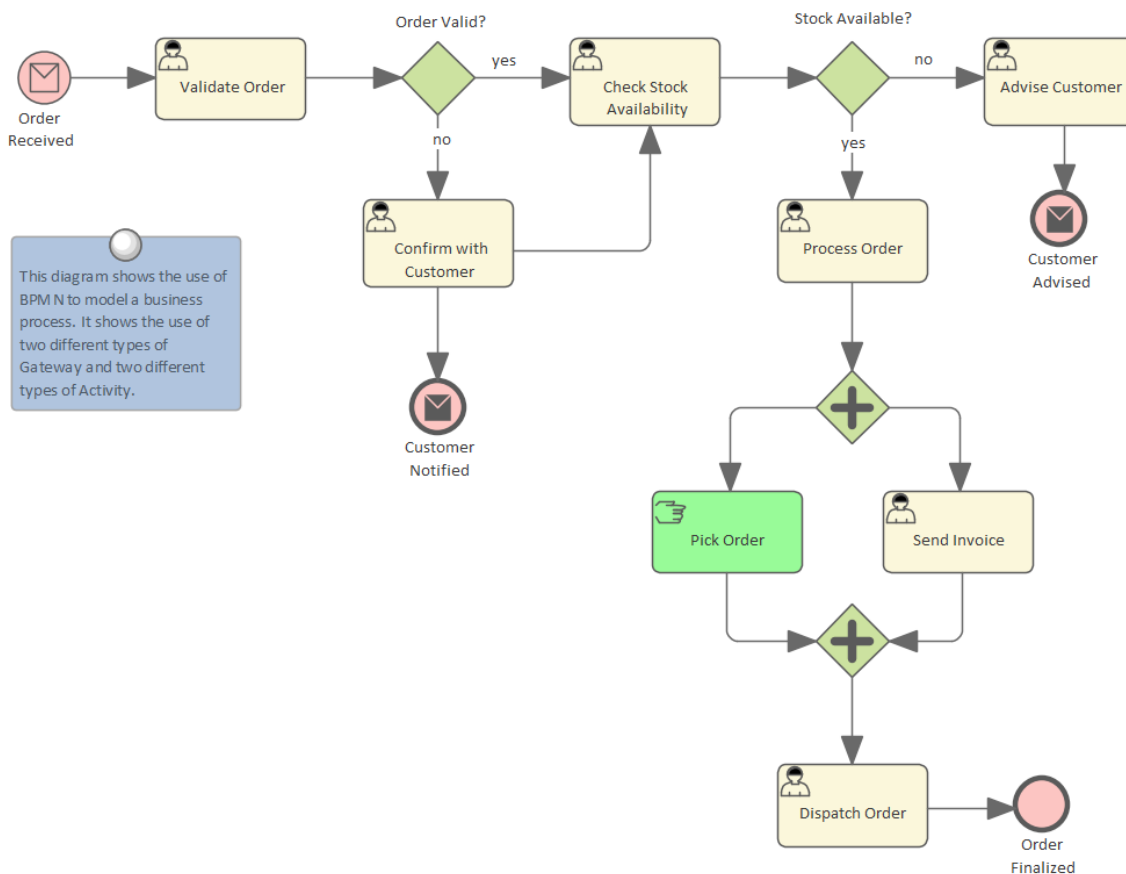 Order Valid?
Stock Available?
Validate Order
yes
Check Stock
Availability
no
Advise Customer
Order
Received
no
yes
Confirm with
Customer
Process Order
Customer
Advised
This diagram shows the use of
BPMN to model a business
process. It shows the use of
two different types of
Gateway and two different
types of Activity.
Customer
Notified
Pick Order
Send Invoice
Dispatch Order
Order
Finalized